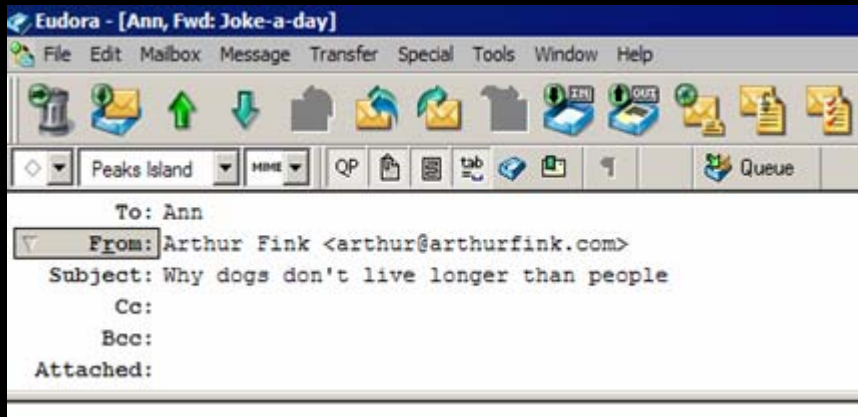 Eudora - [Ann, Fwd: Joke-a-day]
File Edit Mailbox Message Transfer Special Tools Window Help
IN OUT
Peaks Island MIME QP tab Queue
To: Ann
From: Arthur Fink <arthur@arthurfink.com>
Subject: Why dogs don't live longer than people
Cc:
Bcc:
Attached: